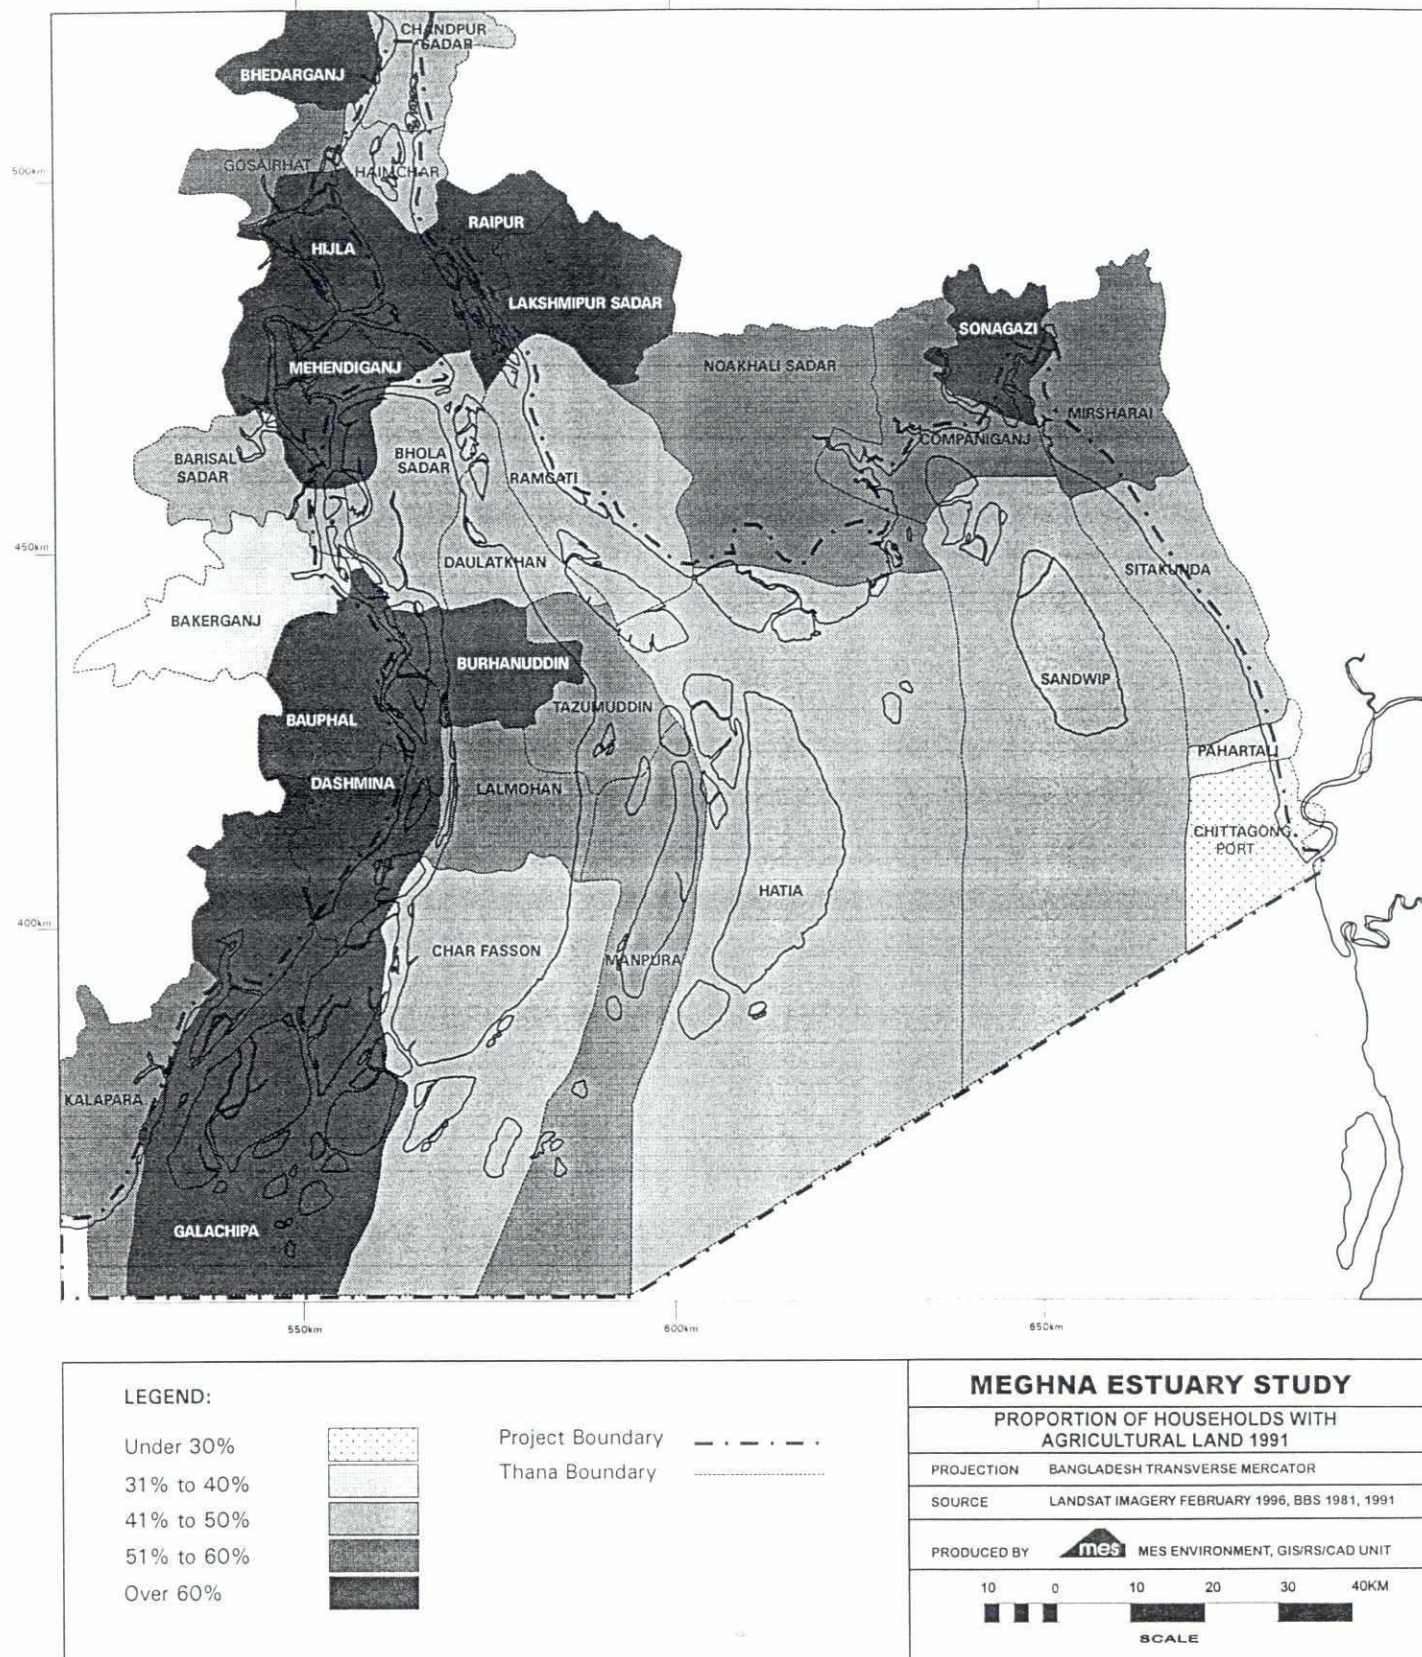 CHANDPUR
SADAR
BHEDARGANJ
GOSAIRHAT
HAIMCHAR
500km
RAIPUR
HIJLA
LAKSHMIPUR SADAR
SONAGAZI
MEHENDIGANJ
NOAKHALI SADAR
MIRSHARAI
COMPANIGANJ
BARISAL
SADAR
BHOLA
SADAR
RAMGATI
450km
DAULATKHAN
SITAKUNDA
BAKERGANJ
BURHANUDDIN
SANDWIP
TAZUMUDDIN
BAUPHAL
PAHARTALI
DASHMINA
LALMOHAN
CHITTAGONG
PORT
HATIA
400km
CHAR FASSON
MANPURA
KALAPARA
GALACHIPA
550km
600km
650km
LEGEND:
Under 30%
31% to 40%
41% to 50%
51% to 60%
Over 60%
Project Boundary
Thana Boundary
MEGHNA ESTUARY STUDY
PROPORTION OF HOUSEHOLDS WITH
AGRICULTURAL LAND 1991
PROJECTION BANGLADESH TRANSVERSE MERCATOR
SOURCE LANDSAT IMAGERY FEBRUARY 1996, BBS 1981, 1991
PRODUCED BY mes MES ENVIRONMENT, GIS/RS/CAD UNIT
10 0 10 20 30 40KM
SCALE